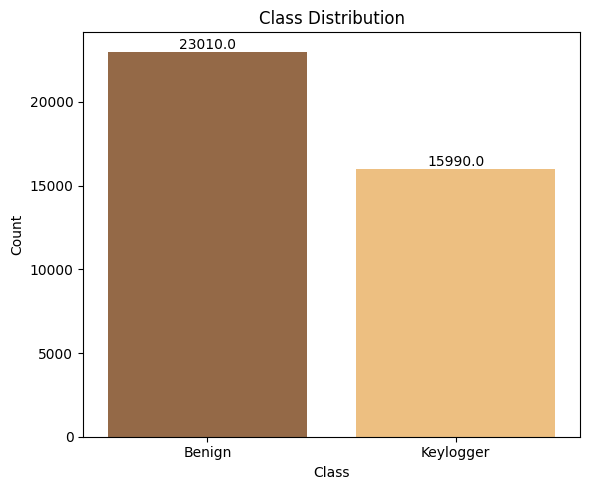 Class Distribution
23010.0
15990.0
20000
15000
10000
5000
0
Count
Benign
Keylogger
Class